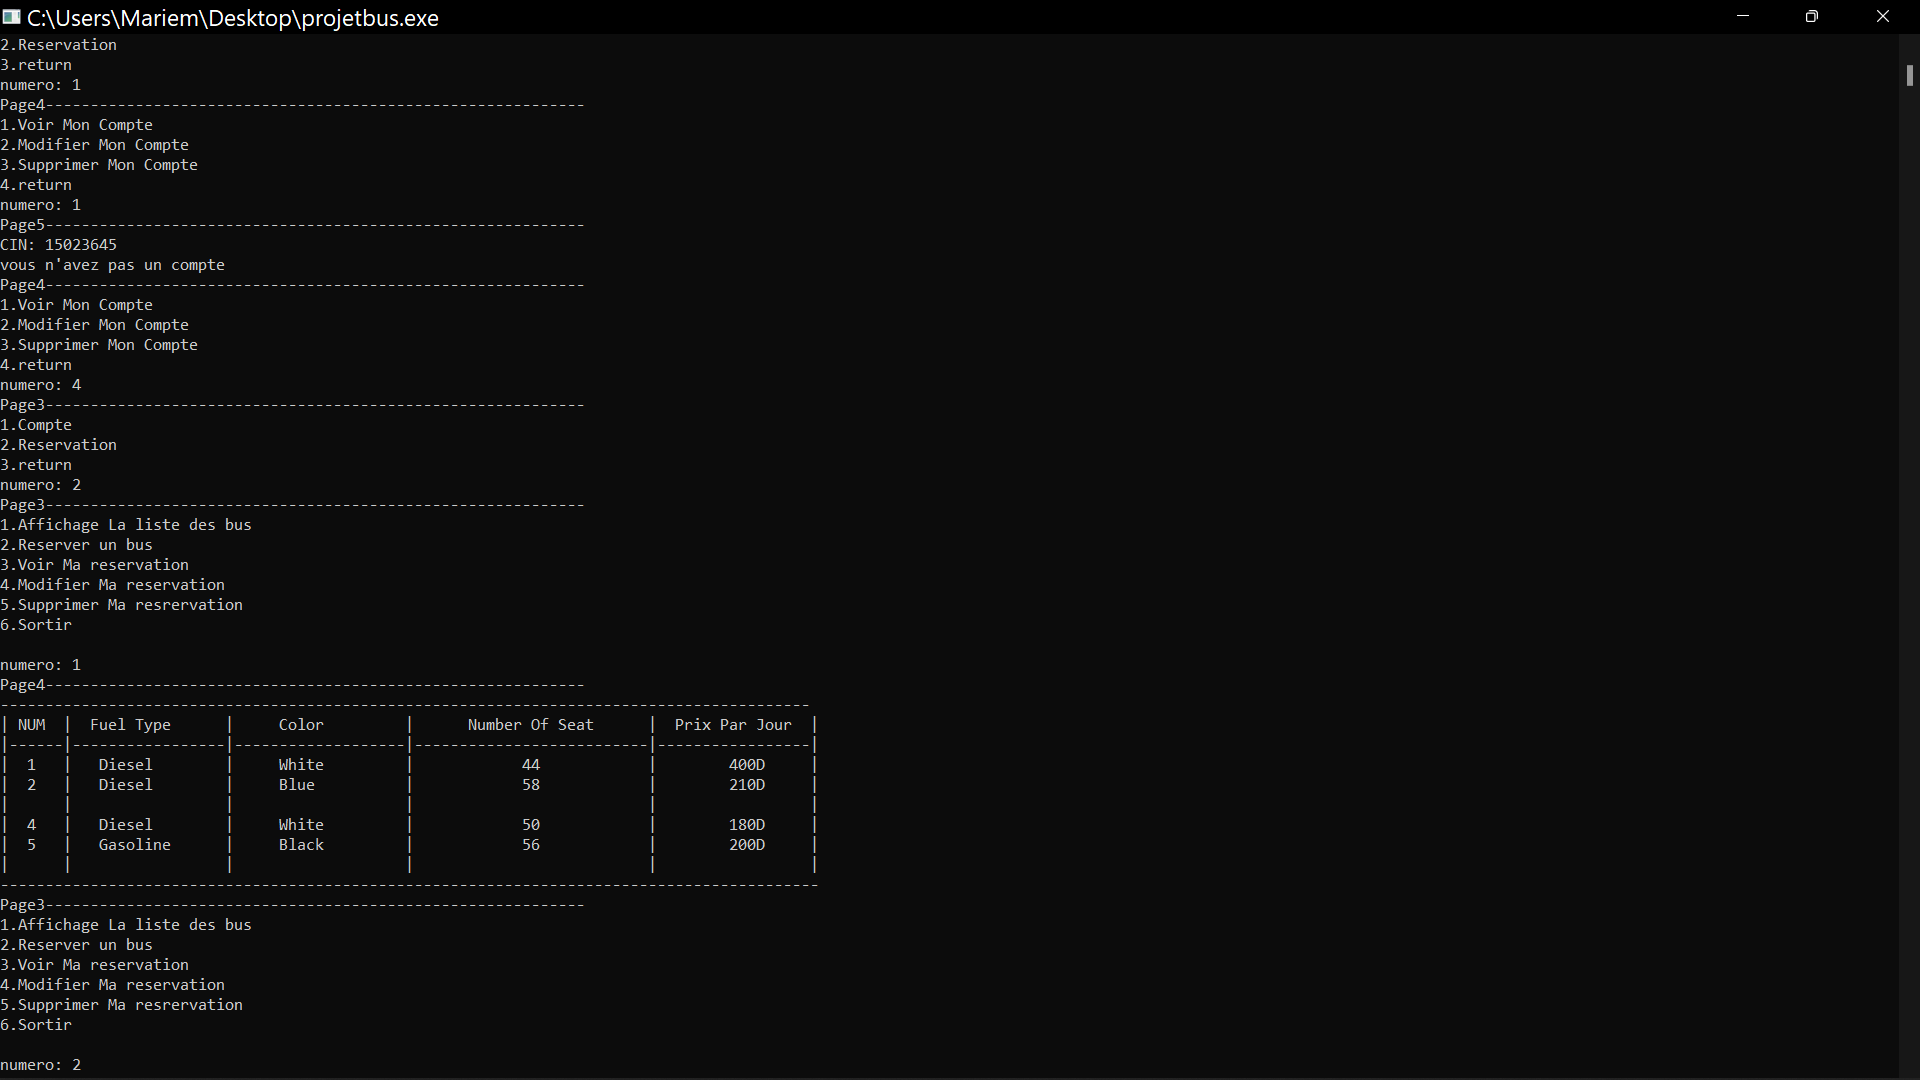 C:\Users\Mariem\Desktop\projetbus.exe
2.Reservation
3.return
numero: 1
Page4------------------------------------------------------------
1.Voir Mon Compte
2.Modifier Mon Compte
3.Supprimer Mon Compte
4.return
numero: 1
Page5------------------------------------------------------------
CIN: 15023645
vous n'avez pas un compte
Page4------------------------------------------------------------
1.Voir Mon Compte
2.Modifier Mon Compte
3.Supprimer Mon Compte
4.return
numero: 4
Page3------------------------------------------------------------
1.Compte
2.Reservation
3.return
numero: 2
Page3------------------------------------------------------------
1.Affichage La liste des bus
2.Reserver un bus
3.Voir Ma reservation
4.Modifier Ma reservation
5.Supprimer Ma resrervation
6.Sortir
numero: 1
Page4------------------------------------------------------------
------------------------------------------------------------------------------------------
| NUM  |  Fuel Type      |     Color         |      Number Of Seat      |  Prix Par Jour  |
|------|-----------------|-------------------|--------------------------|-----------------|
|  1   |   Diesel        |     White         |            44            |        400D     |
|  2   |   Diesel        |     Blue          |            58            |        210D     |
|      |                 |                   |                          |                 |
|  4   |   Diesel        |     White         |            50            |        180D     |
|  5   |   Gasoline      |     Black         |            56            |        200D     |
|      |                 |                   |                          |                 |
-------------------------------------------------------------------------------------------
Page3------------------------------------------------------------
1.Affichage La liste des bus
2.Reserver un bus
3.Voir Ma reservation
4.Modifier Ma reservation
5.Supprimer Ma resrervation
6.Sortir
numero: 2